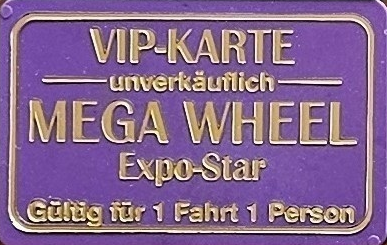 VIP-KARTE
unverkäuflich
MEGA WHEEL
Expo-Star
Gültig für 1 Fahrt 1 Person